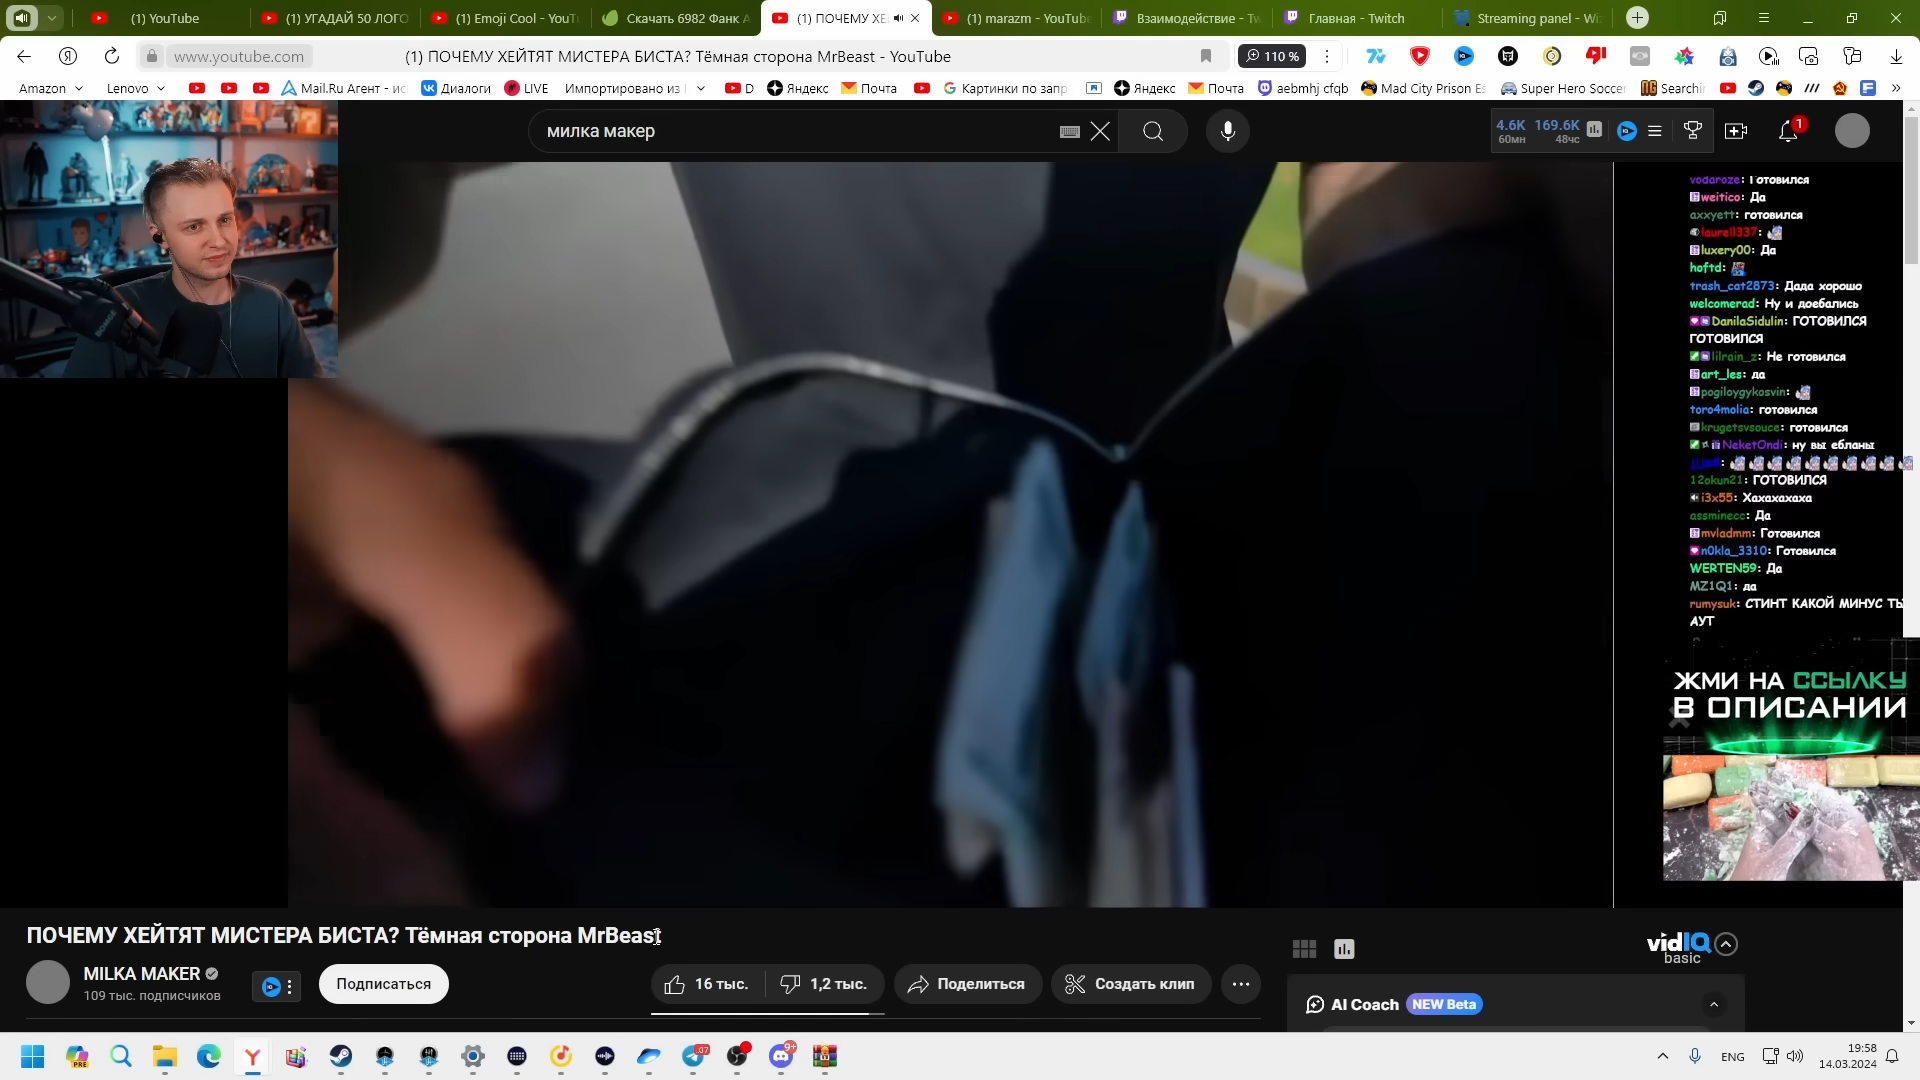 (1) YouTube
(1) УГАДАЙ 50 ЛОГО
(1) Emoji Cool - YouTu
Скачать 6982 Фанк А
(1) ПОЧЕМУ ХЕ
(1) marazm - YouTube
Взаимодействие - Tw
Главная - Twitch
Streaming panel - Wi
www.youtube.com
(1) ПОЧЕМУ ХЕЙТЯТ МИСТЕРА БИСТА? Тёмная сторона MrBeast - YouTube
110 %
Amazon
Lenovo
Mail.Ru Агент - ис
Диалоги
LIVE
Импортировано из
D
Яндекс
Почта
Картинки по запр
Яндекс
Почта
aebmhj cfqb
Mad City Prison Es
Super Hero Soccer
Searchin
милка макер
4.6K 169.6K
60мн 48чс
1
vodaroze: Готовился
weitico: Да
axxyett: готовился
laurell337:
luxery00: Да
hoftd:
trash_cat2873: Дада хорошо
welcomerad: Ну и доебались
DanilaSidulin: ГОТОВИЛСЯ
ГОТОВИЛСЯ
lilrain_z: Не готовился
art_les: да
pogiloygykasvin:
toro4molia: готовился
krugetsvsouce: готовился
NeketOndi: ну вы ебланы
12okun21: ГОТОВИЛСЯ
i3x55: Хахахахаха
assminecc: Да
mvladmm: Готовился
n0kla_3310: Готовился
WERTEN59: Да
MZ1Q1: да
rumysuk: СТИНТ КАКОЙ МИНУС ТЫ
АУТ
ЖМИ НА ССЫЛКУ
В ОПИСАНИИ
ПОЧЕМУ ХЕЙТЯТ МИСТЕРА БИСТА? Тёмная сторона MrBeast
MILKA MAKER
109 тыс. подписчиков
Подписаться
16 тыс.
1,2 тыс.
Поделиться
Создать клип
vidIQ
basic
AI Coach NEW Beta
ENG
19:58
14.03.2024